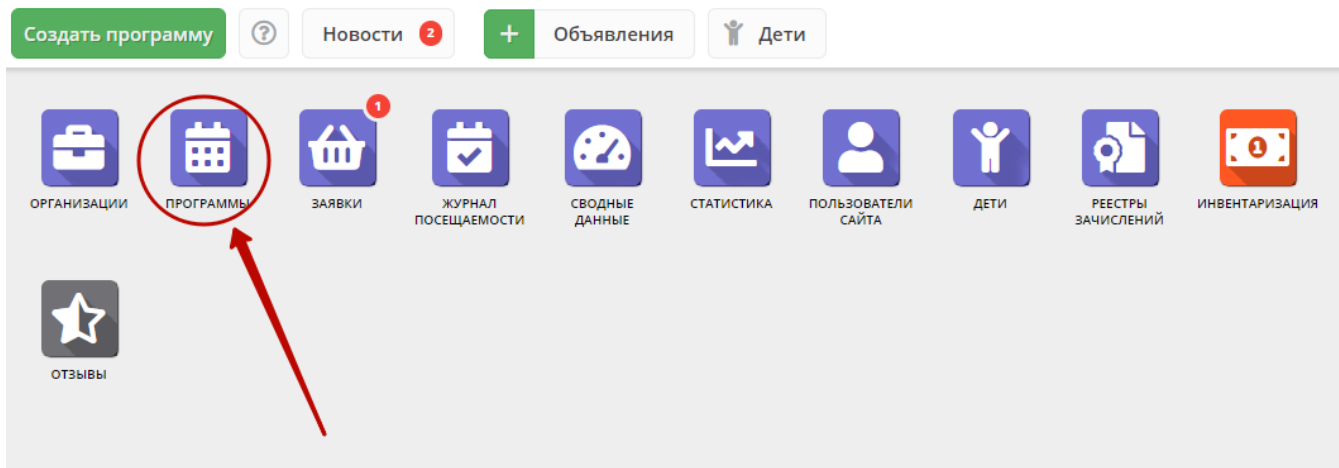 Создать программу
?
Новости 2
+ Объявления
Дети
1
ОРГАНИЗАЦИИ
ПРОГРАММЫ
ЗАЯВКИ
ЖУРНАЛ
ПОСЕЩАЕМОСТИ
СВОДНЫЕ
ДАННЫЕ
СТАТИСТИКА
ПОЛЬЗОВАТЕЛИ
САЙТА
ДЕТИ
РЕЕСТРЫ
ЗАЧИСЛЕНИЙ
1
ИНВЕНТАРИЗАЦИЯ
ОТЗЫВЫ